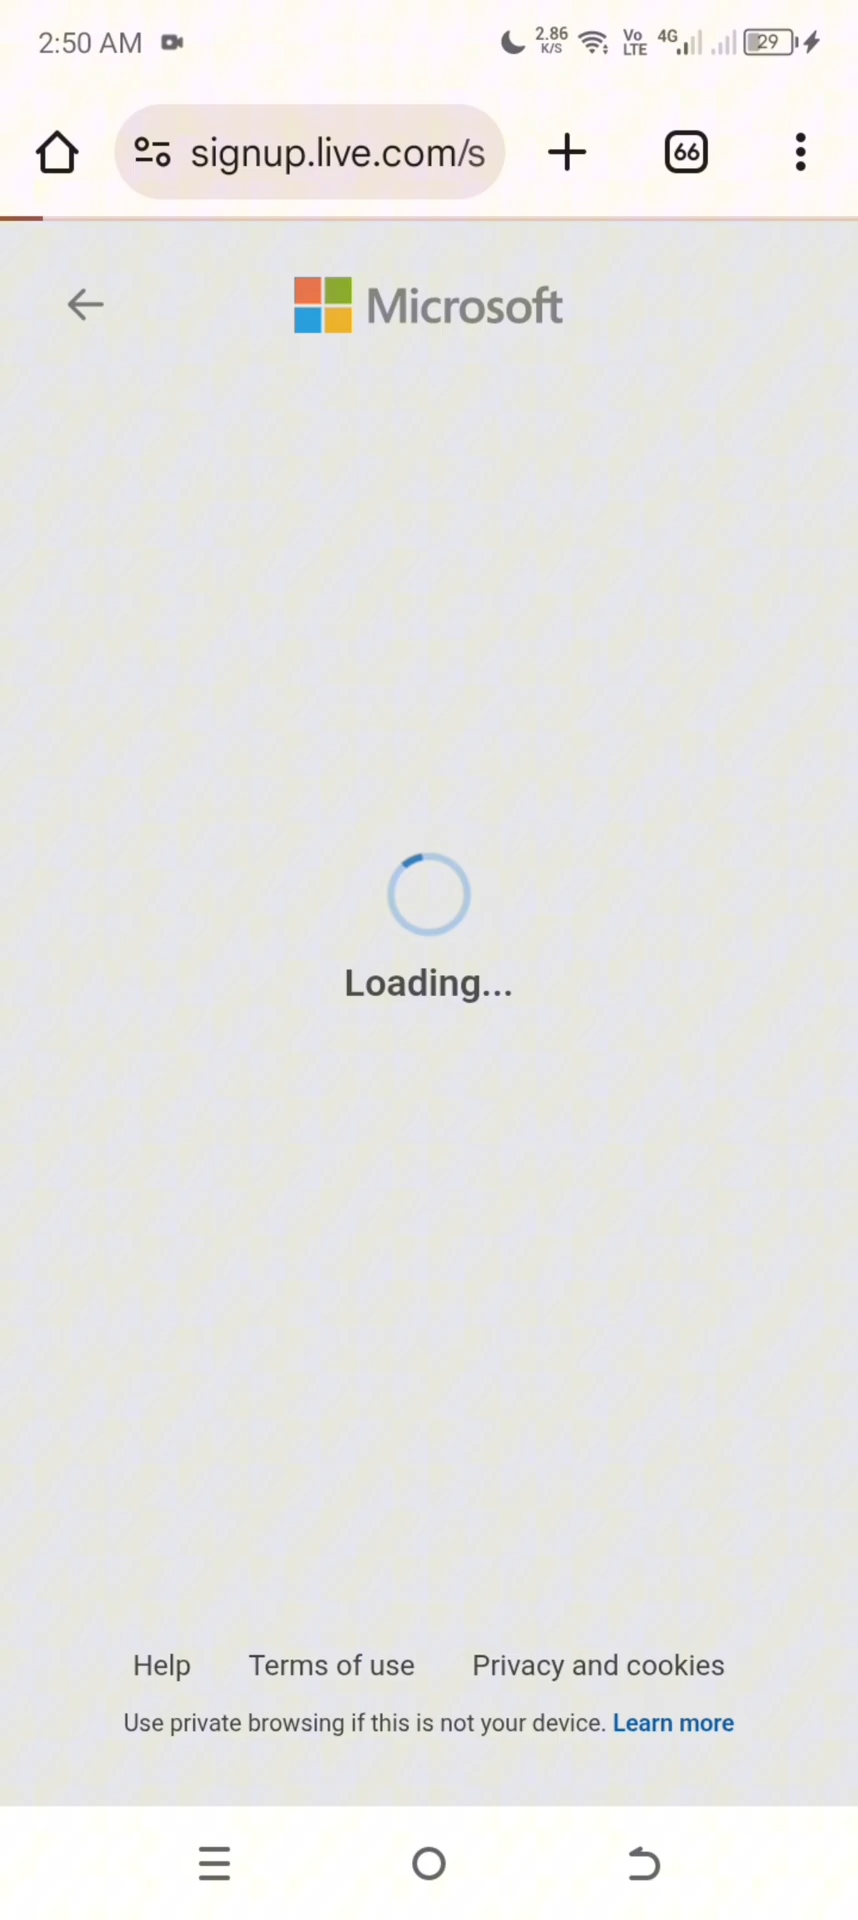 2:50 AM 2.86 K/S Vo LTE 4G 29
signup.live.com/s 66
Microsoft
Loading...
Help Terms of use Privacy and cookies
Use private browsing if this is not your device. Learn more